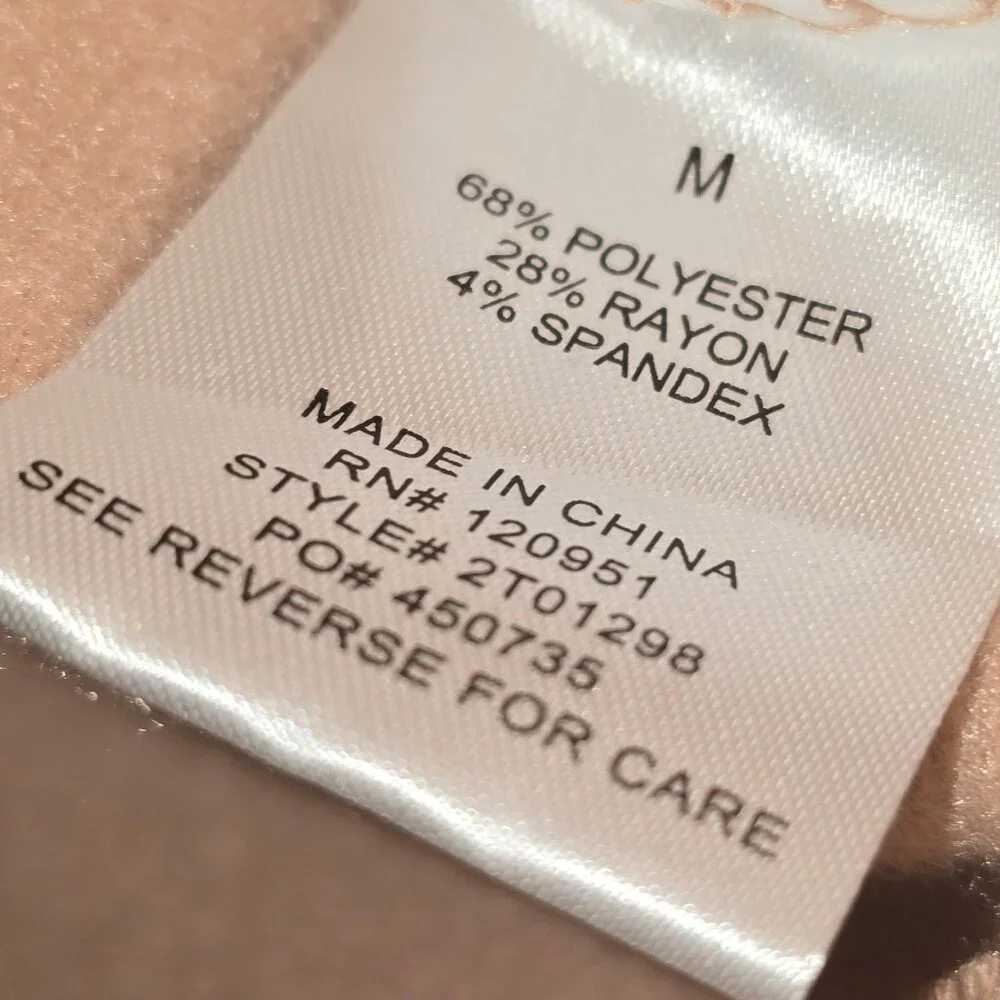 M
68% POLYESTER
28% RAYON
4% SPANDEX
MADE IN CHINA
RN# 120951
STYLE# 2T01298
PO# 450735
SEE REVERSE FOR CARE